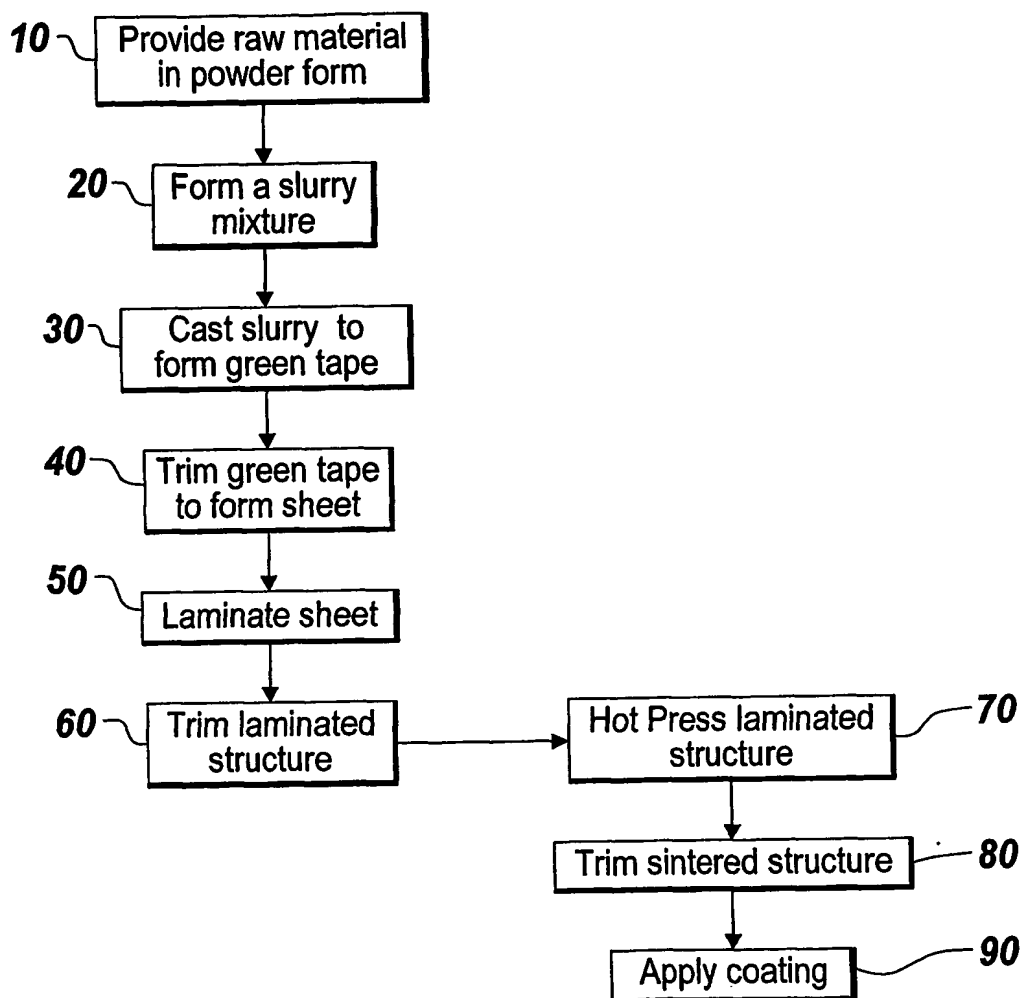 10
Provide raw material
in powder form
20
Form a slurry
mixture
30
Cast slurry to
form green tape
40
Trim green tape
to form sheet
50
Laminate sheet
60
Trim laminated
structure
Hot Press laminated
structure
70
Trim sintered structure
80
Apply coating
90